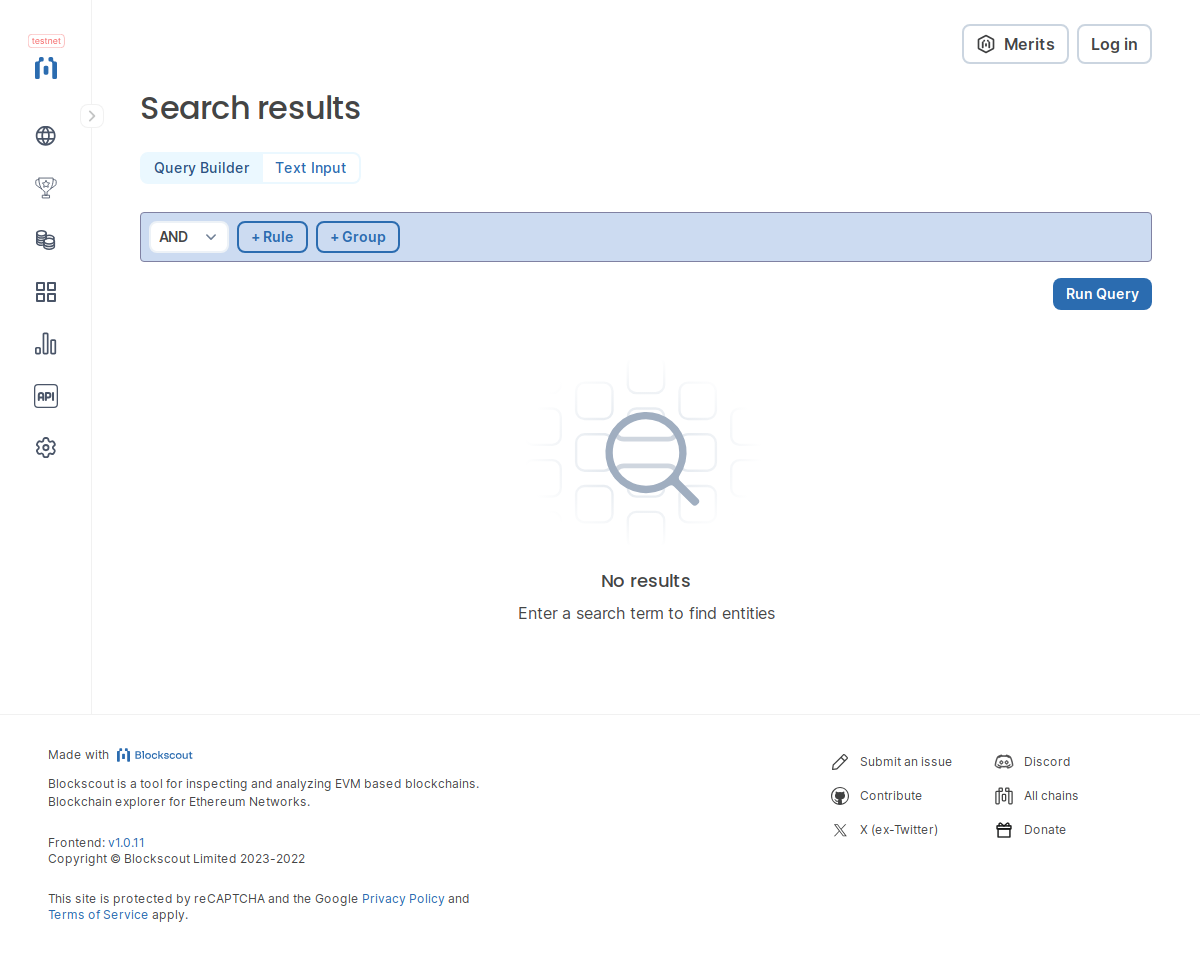 testnet
Merits
Log in
Search results
Query Builder
Text Input
AND
+ Rule
+ Group
Run Query
API
No results
Enter a search term to find entities
Made with Blockscout
Blockscout is a tool for inspecting and analyzing EVM based blockchains.
Blockchain explorer for Ethereum Networks.
Frontend: v1.0.11
Copyright © Blockscout Limited 2023-2022
This site is protected by reCAPTCHA and the Google Privacy Policy and
Terms of Service apply.
Submit an issue
Discord
Contribute
All chains
X (ex-Twitter)
Donate